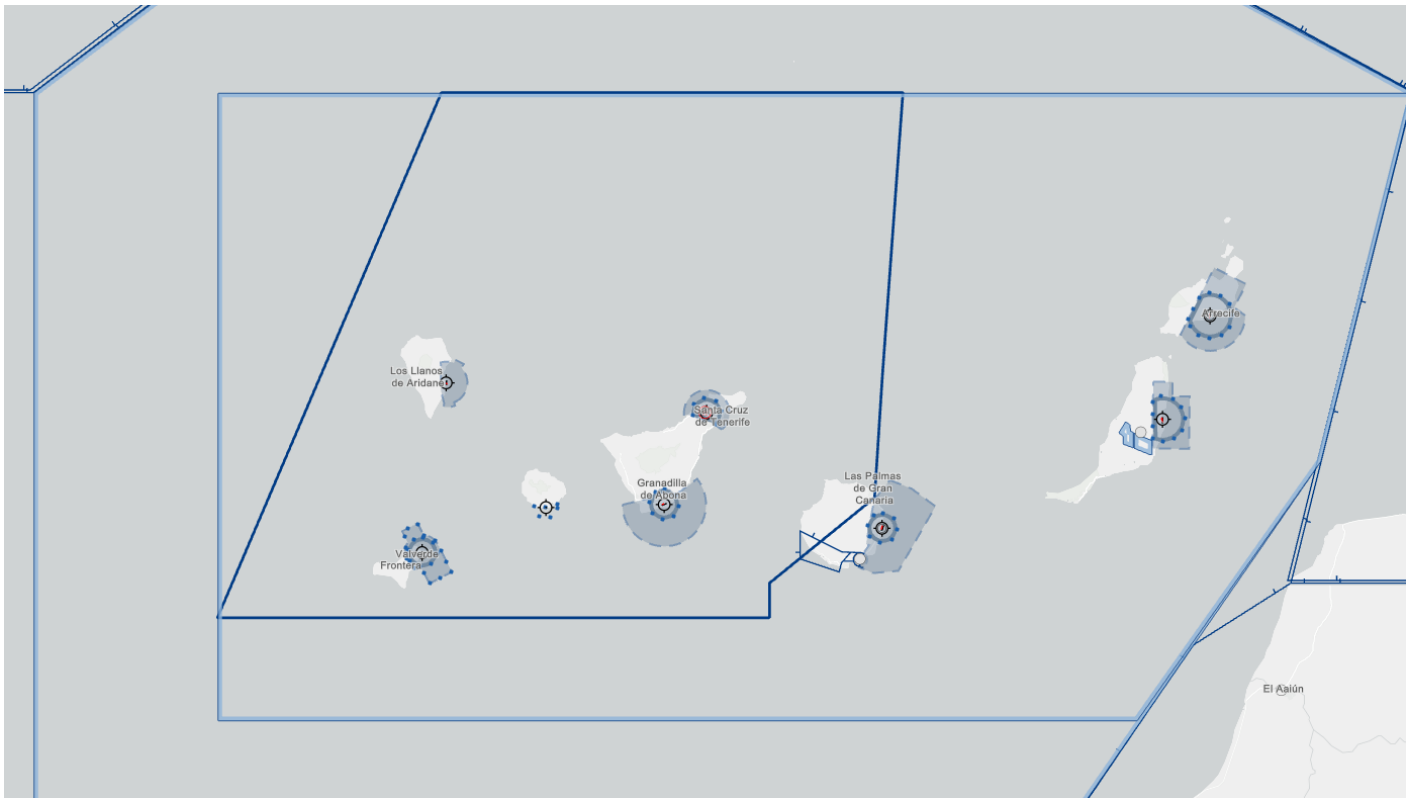 Arrecife
Los Llanos
de Aridane
Santa Cruz
de Tenerife
Las Palmas
de Gran
Canaria
Granadilla
de Abona
Valverde
Frontera
El Aaiún